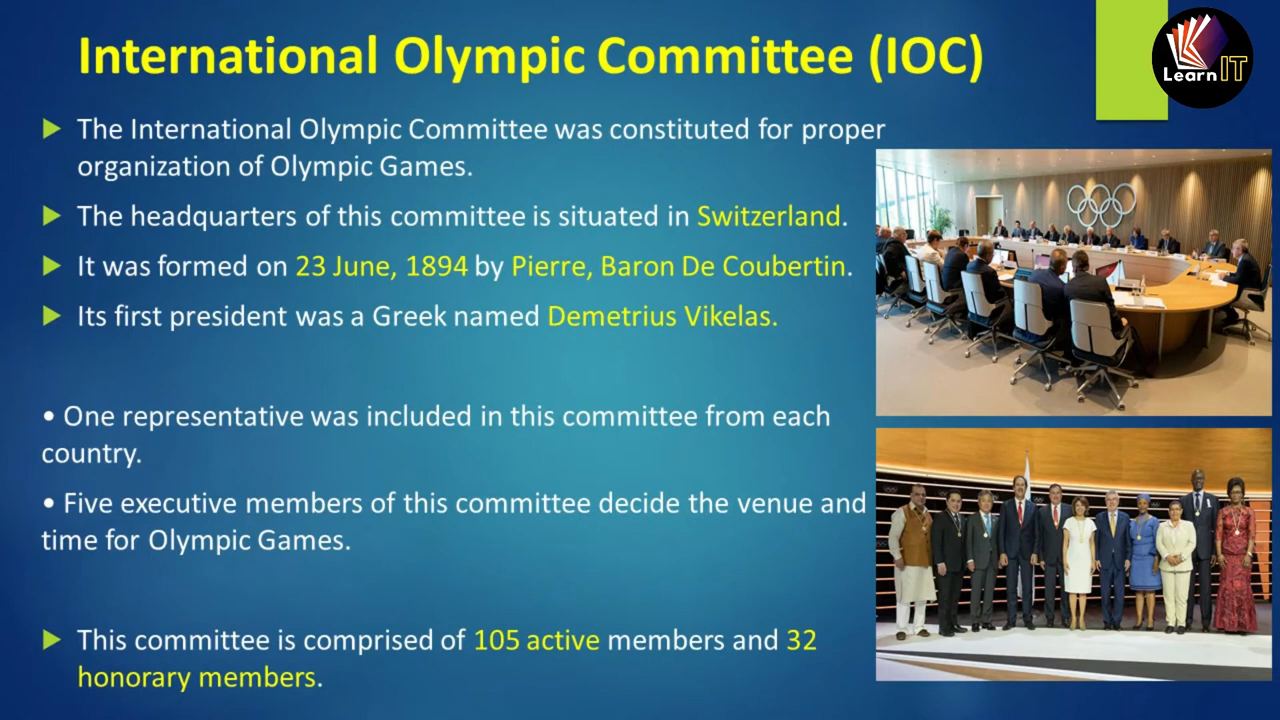 International Olympic Committee (IOC)
Learn IT
The International Olympic Committee was constituted for proper
organization of Olympic Games.
The headquarters of this committee is situated in Switzerland.
It was formed on 23 June, 1894 by Pierre, Baron De Coubertin.
Its first president was a Greek named Demetrius Vikelas.
• One representative was included in this committee from each
country.
• Five executive members of this committee decide the venue and
time for Olympic Games.
This committee is comprised of 105 active members and 32
honorary members.